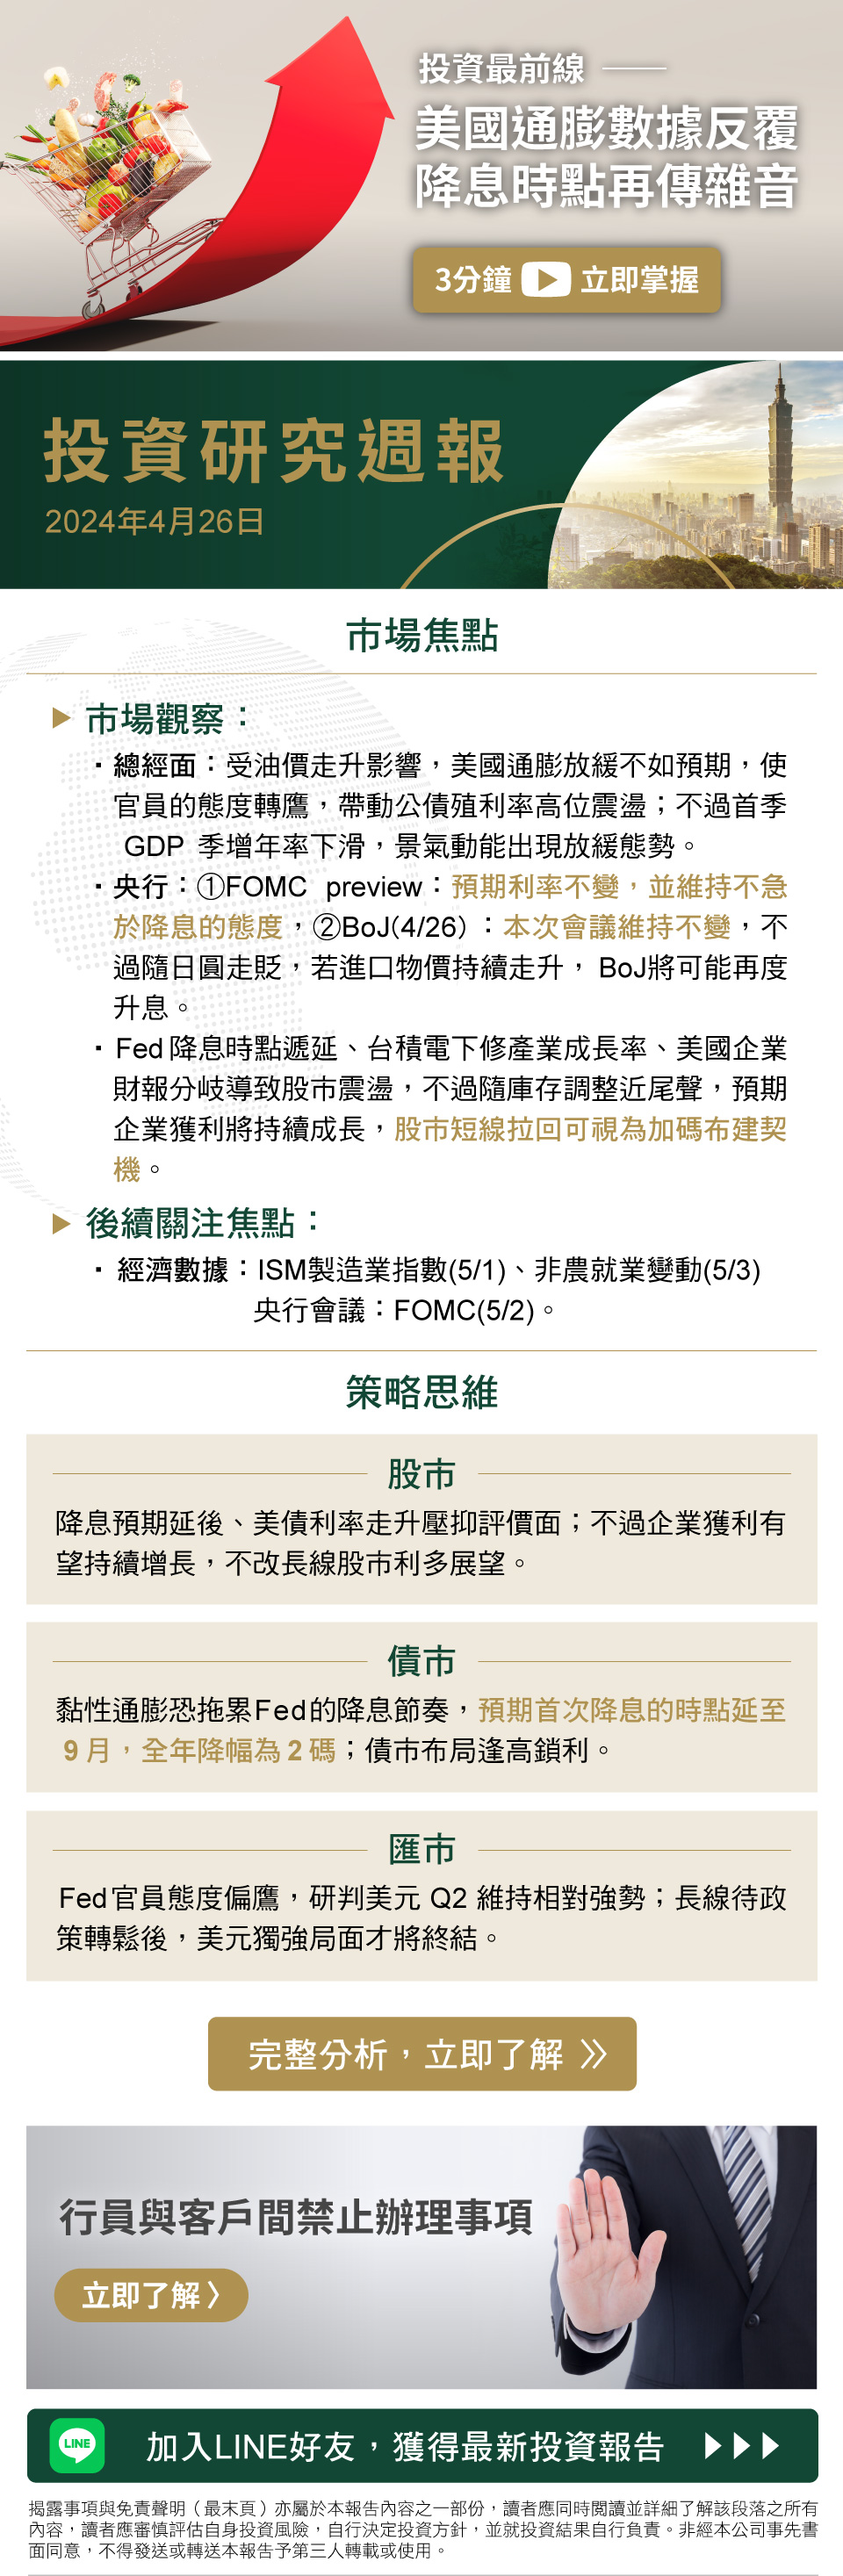 投資最前線
美國通膨數據反覆
降息時點再傳雜音
3分鐘 立即掌握
投資研究週報
2024年4月26日
市場焦點
市場觀察：
・總經面：受油價走升影響，美國通膨放緩不如預期，使
官員的態度轉鷹，帶動公債殖利率高位震盪；不過首季
GDP 季增年率下滑，景氣動能出現放緩態勢。
・央行：①FOMC preview：預期利率不變，並維持不急
於降息的態度，②BoJ(4/26)：本次會議維持不變，不
過隨日圓走貶，若進口物價持續走升， BoJ將可能再度
升息。
・Fed 降息時點遞延、台積電下修產業成長率、美國企業
財報分岐導致股市震盪，不過隨庫存調整近尾聲，預期
企業獲利將持續成長，股市短線拉回可視為加碼布建契
機。
後續關注焦點：
・經濟數據：ISM製造業指數(5/1)、非農就業變動(5/3)
央行會議：FOMC(5/2)。
策略思維
股市
降息預期延後、美債利率走升壓抑評價面；不過企業獲利有
望持續增長，不改長線股市利多展望。
債市
黏性通膨恐拖累Fed的降息節奏，預期首次降息的時點延至
9 月，全年降幅為 2 碼；債市布局逢高鎖利。
匯市
Fed官員態度偏鷹，研判美元 Q2 維持相對強勢；長線待政
策轉鬆後，美元獨強局面才將終結。
完整分析，立即了解 》
行員與客戶間禁止辦理事項
立即了解〉
LINE 加入LINE好友，獲得最新投資報告
揭露事項與免責聲明（最末頁）亦屬於本報告內容之一部份，讀者應同時閱讀並詳細了解該段落之所有
內容，讀者應審慎評估自身投資風險，自行決定投資方針，並就投資結果自行負責。非經本公司事先書
面同意，不得發送或轉送本報告予第三人轉載或使用。